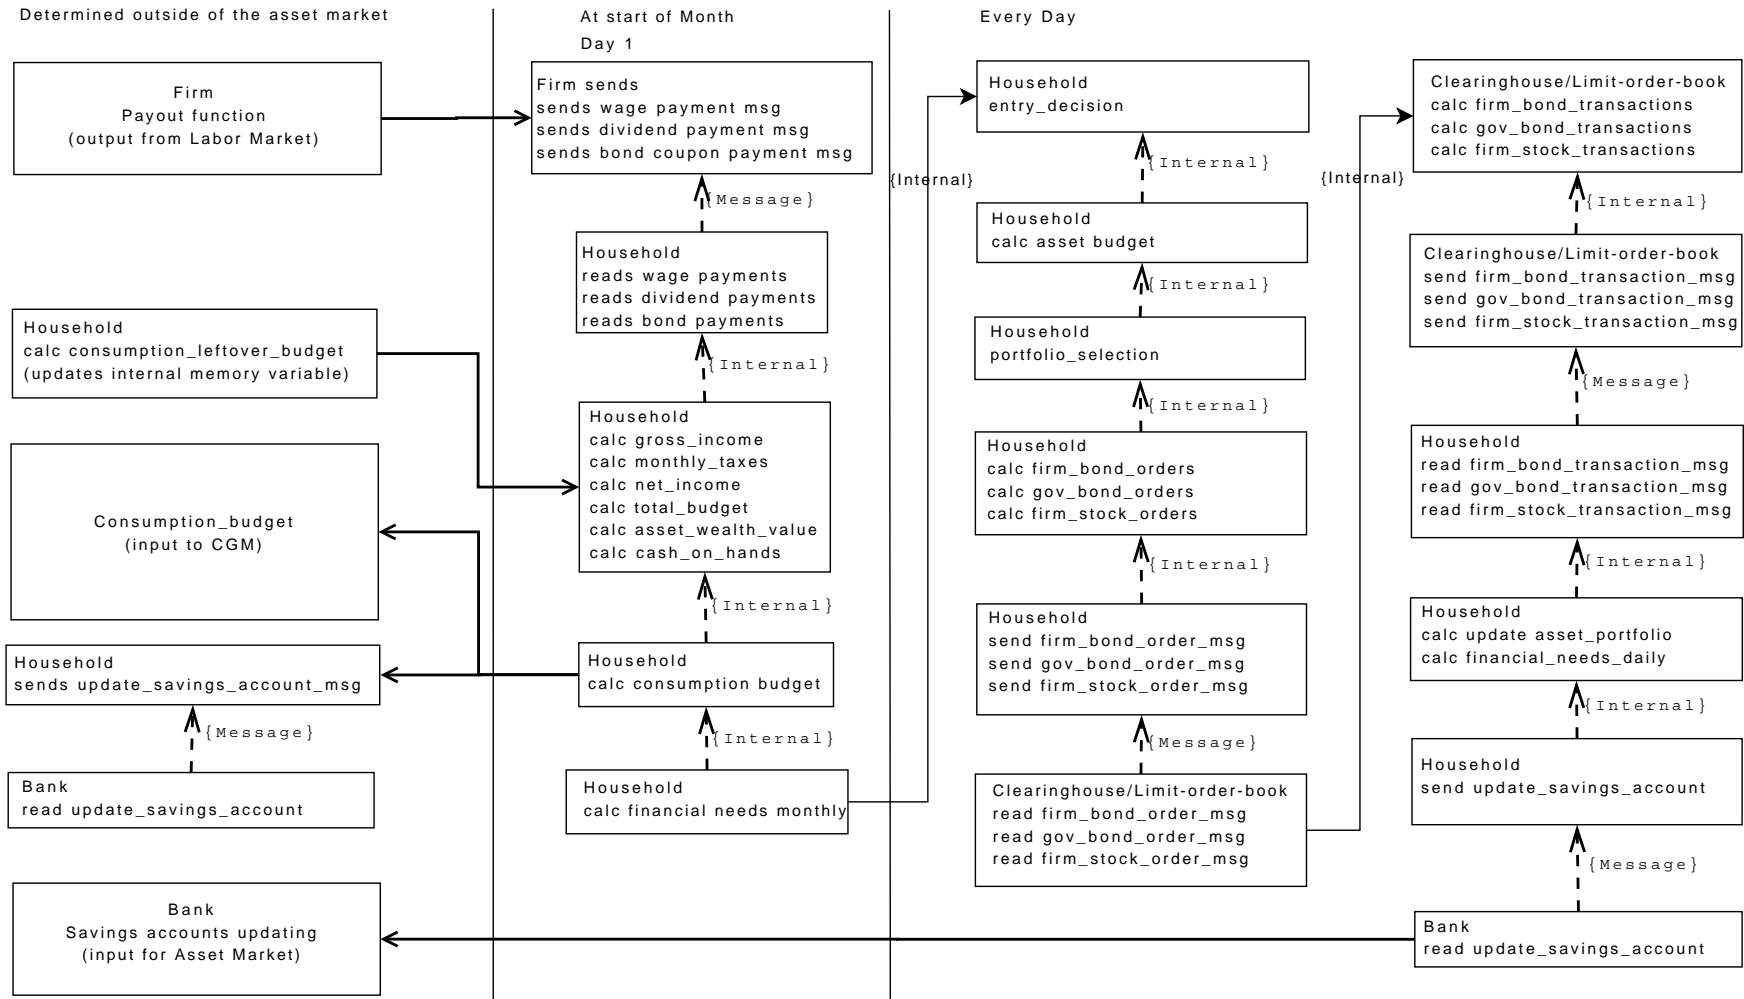 Determined outside of the asset market
Firm
Payout function
(output from Labor Market)
Household
calc consumption_leftover_budget
(updates internal memory variable)
Consumption_budget
(input to CGM)
Household
sends update_savings_account_msg
{Message}
Bank
read update_savings_account
Bank
Savings accounts updating
(input for Asset Market)
At start of Month
Day 1
Firm sends
sends wage payment msg
sends dividend payment msg
sends bond coupon payment msg
{Message}
Household
reads wage payments
reads dividend payments
reads bond payments
{Internal}
Household
calc gross_income
calc monthly_taxes
calc net_income
calc total_budget
calc asset_wealth_value
calc cash_on_hands
{Internal}
Household
calc consumption budget
{Internal}
Household
calc financial needs monthly
{Internal}
Every Day
Household
entry_decision
{Internal}
Household
calc asset budget
{Internal}
Household
portfolio_selection
{Internal}
Household
calc firm_bond_orders
calc gov_bond_orders
calc firm_stock_orders
{Internal}
Household
send firm_bond_order_msg
send gov_bond_order_msg
send firm_stock_order_msg
{Message}
Clearinghouse/Limit-order-book
read firm_bond_order_msg
read gov_bond_order_msg
read firm_stock_order_msg
{Internal}
Clearinghouse/Limit-order-book
calc firm_bond_transactions
calc gov_bond_transactions
calc firm_stock_transactions
{Internal}
Clearinghouse/Limit-order-book
send firm_bond_transaction_msg
send gov_bond_transaction_msg
send firm_stock_transaction_msg
{Message}
Household
read firm_bond_transaction_msg
read gov_bond_transaction_msg
read firm_stock_transaction_msg
{Internal}
Household
calc update asset_portfolio
calc financial_needs_daily
{Internal}
Household
send update_savings_account
{Message}
Bank
read update_savings_account